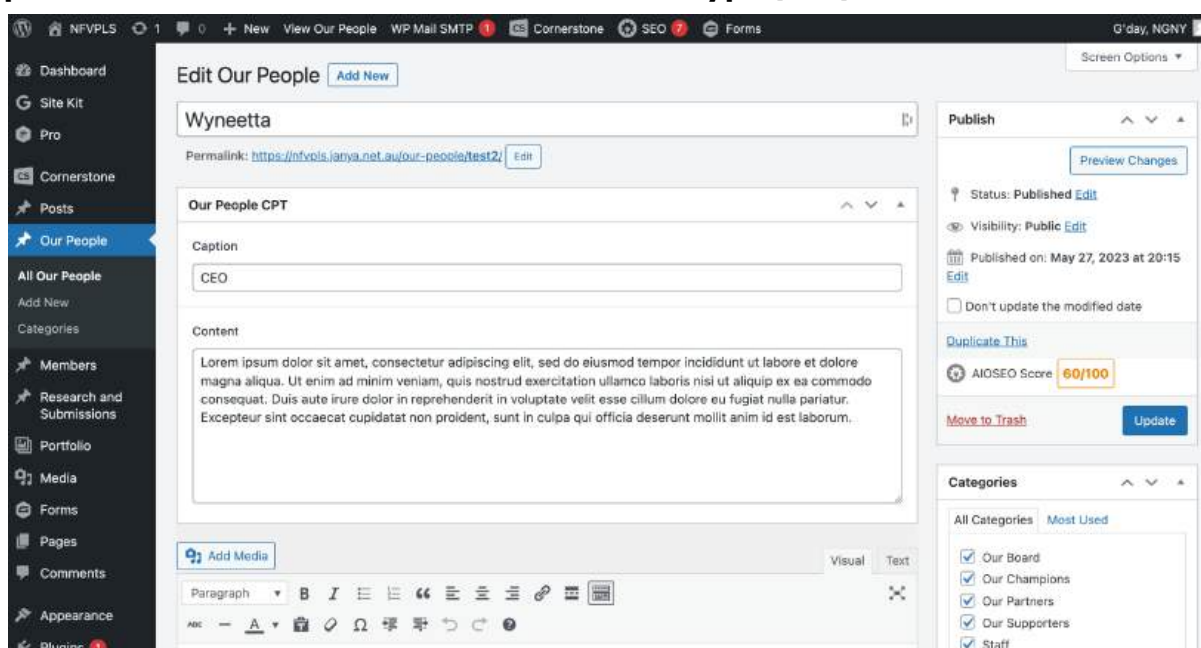 NFVPLS 1 0 + New View Our People WP Mail SMTP 1 CS Cornerstone SEO 7 Forms G'day, NGNY
Screen Options ▼
Dashboard
Site Kit
Pro
CS Cornerstone
Posts
Our People
All Our People
Add New
Categories
Members
Research and
Submissions
Portfolio
Media
Forms
Pages
Comments
Appearance
Plugins 1
Edit Our People Add New
Wyneetta
Permalink: https://nfvpls.janya.net.au/our-people/test2/ Edit
Our People CPT
Caption
CEO
Content
Lorem ipsum dolor sit amet, consectetur adipiscing elit, sed do eiusmod tempor incididunt ut labore et dolore
magna aliqua. Ut enim ad minim veniam, quis nostrud exercitation ullamco laboris nisi ut aliquip ex ea commodo
consequat. Duis aute irure dolor in reprehenderit in voluptate velit esse cillum dolore eu fugiat nulla pariatur.
Excepteur sint occaecat cupidatat non proident, sunt in culpa qui officia deserunt mollit anim id est laborum.
Add Media
Visual Text
Paragraph ▼ B I
ABC — A ▼ Ω
Publish
Preview Changes
Status: Published Edit
Visibility: Public Edit
Published on: May 27, 2023 at 20:15
Edit
Don't update the modified date
Duplicate This
AIOSEO Score 60/100
Move to Trash Update
Categories
All Categories Most Used
Our Board
Our Champions
Our Partners
Our Supporters
Staff